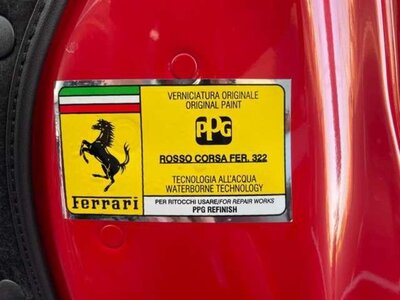 VERNICIATURA ORIGINALE
ORIGINAL PAINT
PPG
ROSSO CORSA FER. 322
TECNOLOGIA ALL'ACQUA
WATERBORNE TECHNOLOGY
Ferrari
PER RITOCCHI USARE/FOR REPAIR WORKS
PPG REFINISH